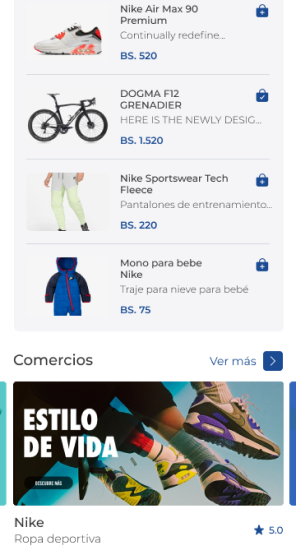 Nike Air Max 90
Premium
Continually redefine...
BS. 520
DOGMA F12
GRENADIER
HERE IS THE NEWLY DESIG...
BS. 1.520
Nike Sportswear Tech
Fleece
Pantalones de entrenamiento...
BS. 220
Mono para bebe
Nike
Traje para nieve para bebé
BS. 75
Comercios
Ver más
ESTILO
DE VIDA
DESCUBRE MÁS
Nike
5.0
Ropa deportiva